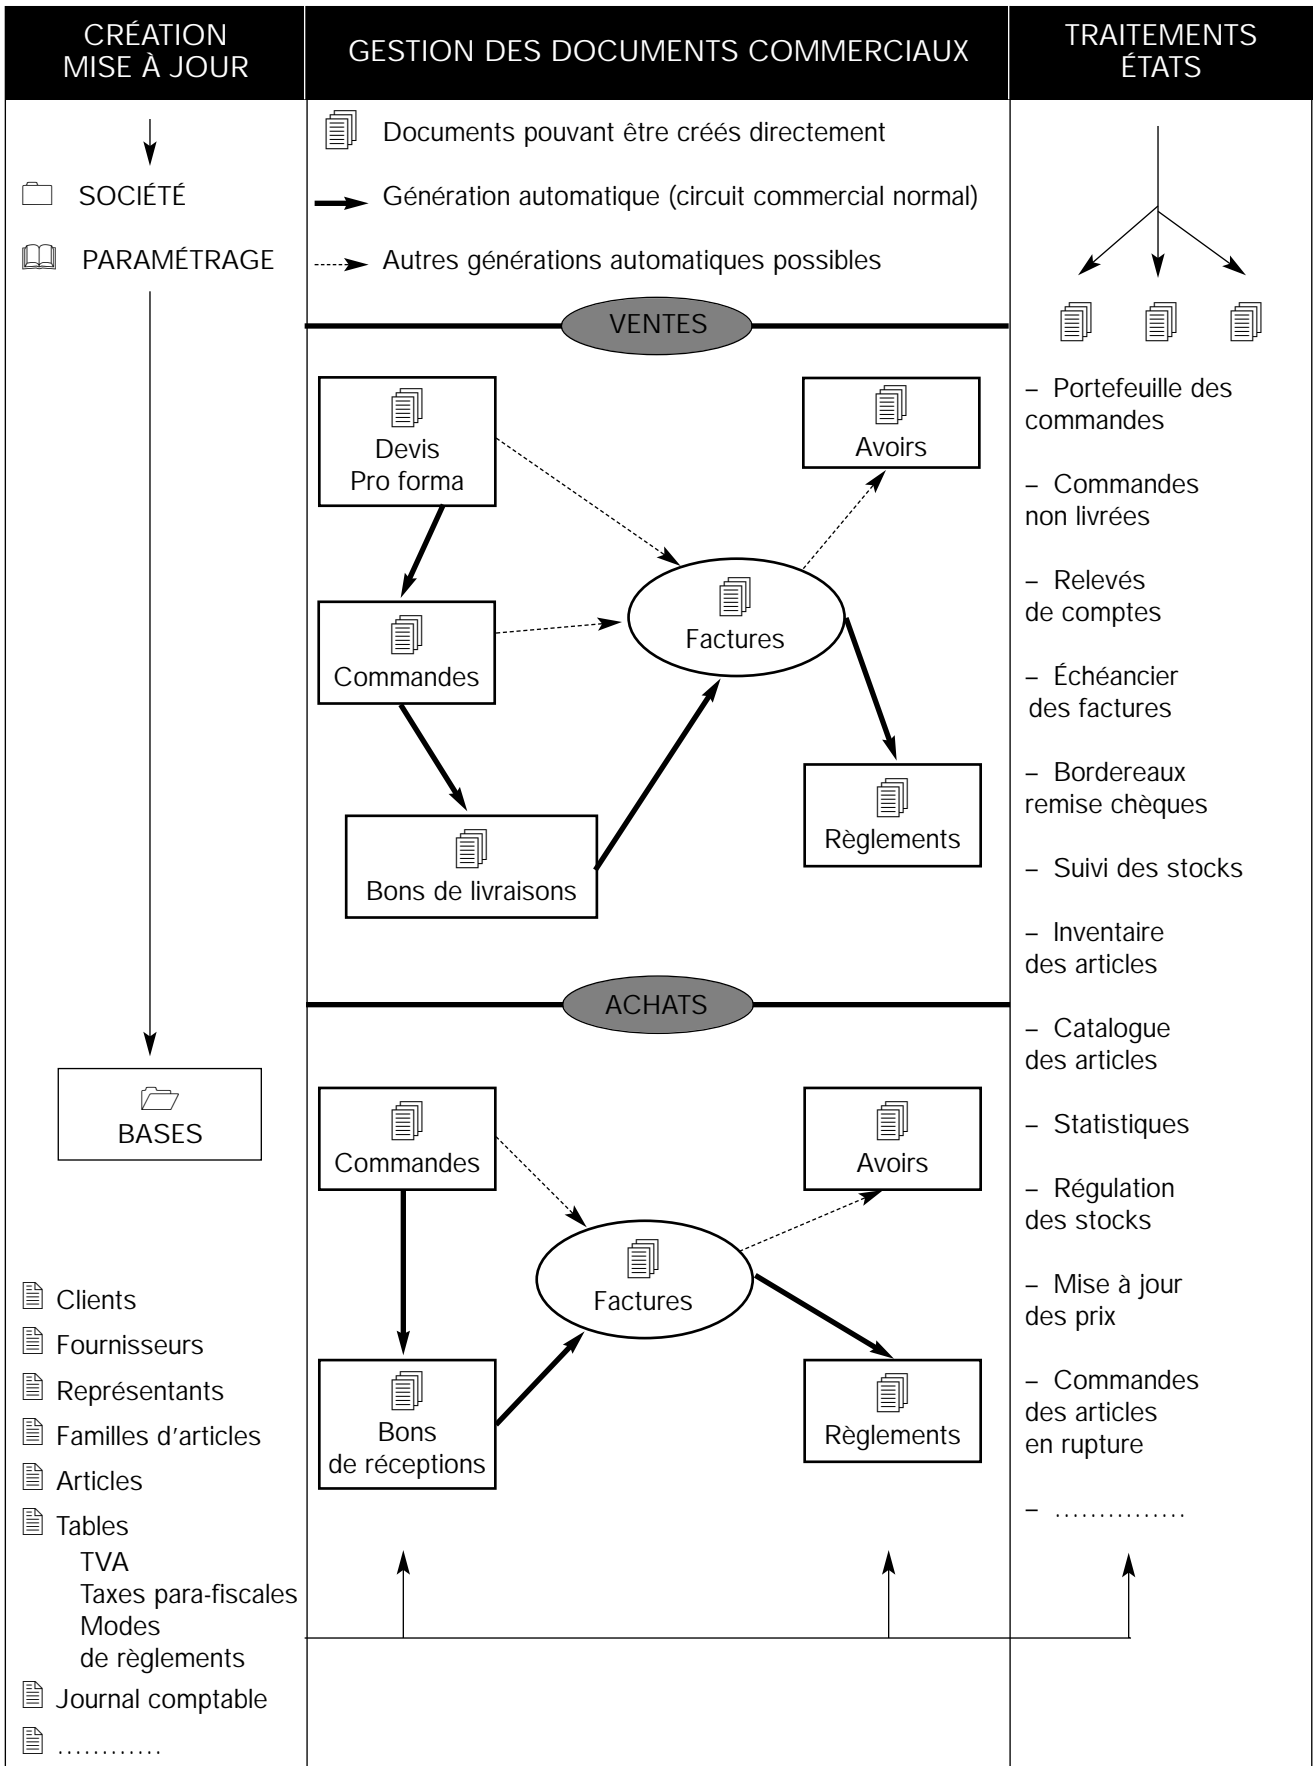 CRÉATION
MISE À JOUR
GESTION DES DOCUMENTS COMMERCIAUX
TRAITEMENTS
ÉTATS
SOCIÉTÉ
PARAMÉTRAGE
BASES
Clients
Fournisseurs
Représentants
Familles d'articles
Articles
Tables
TVA
Taxes para-fiscales
Modes
de règlements
Journal comptable
............
Documents pouvant être créés directement
Génération automatique (circuit commercial normal)
Autres générations automatiques possibles
VENTES
Devis
Pro forma
Avoirs
Factures
Commandes
Règlements
Bons de livraisons
ACHATS
Commandes
Avoirs
Factures
Bons
de réceptions
Règlements
– Portefeuille des
commandes
– Commandes
non livrées
– Relevés
de comptes
– Échéancier
des factures
– Bordereaux
remise chèques
– Suivi des stocks
– Inventaire
des articles
– Catalogue
des articles
– Statistiques
– Régulation
des stocks
– Mise à jour
des prix
– Commandes
des articles
en rupture
– ...............